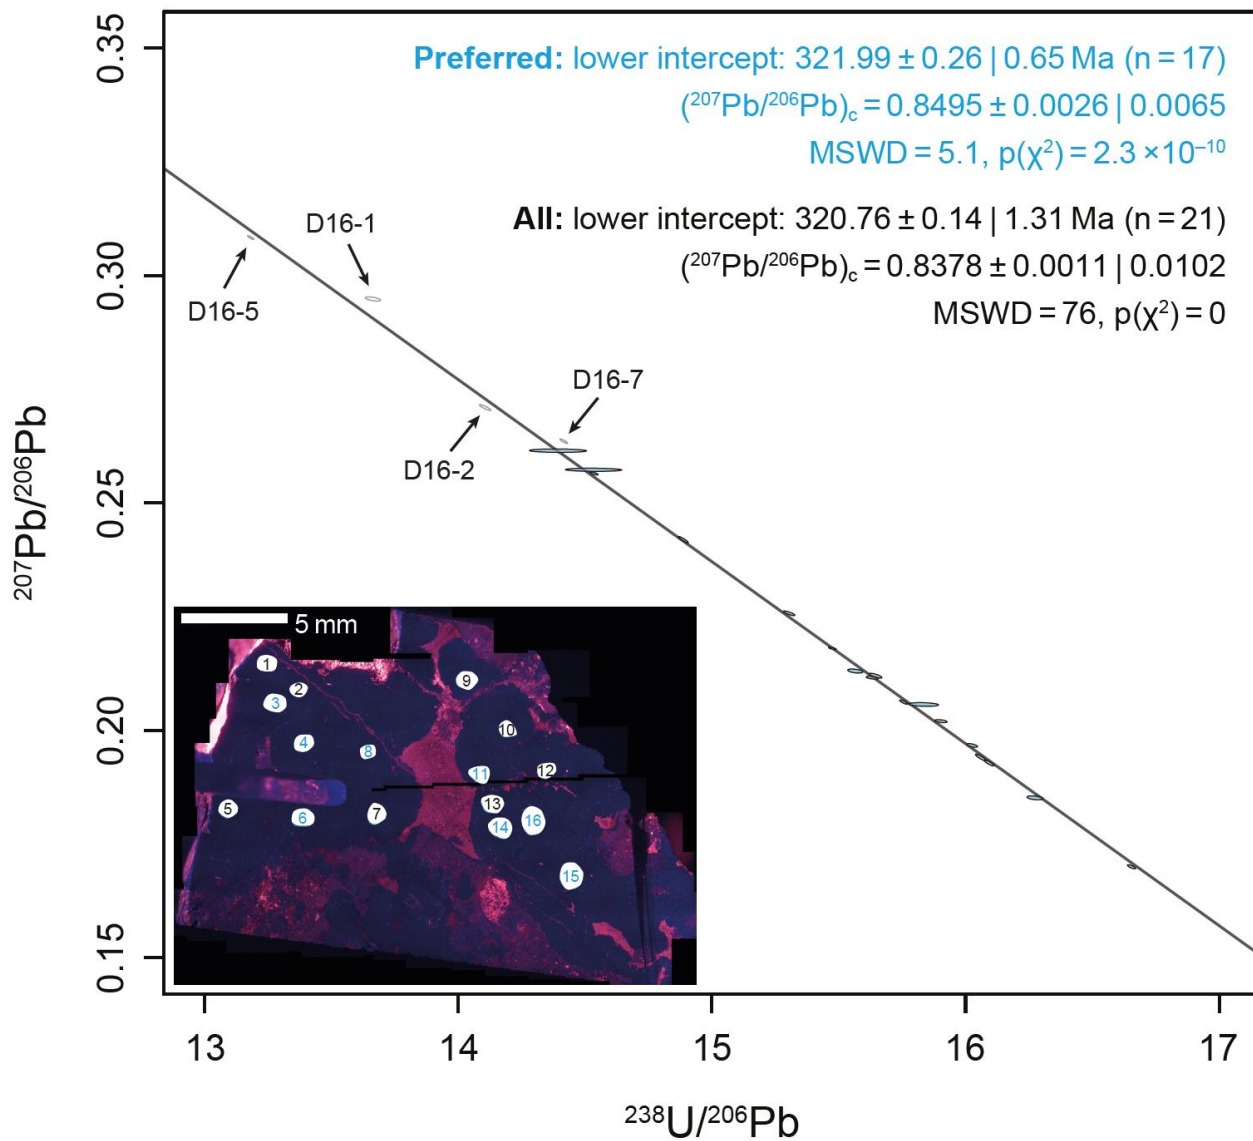 Preferred: lower intercept: 321.99 ± 0.26 | 0.65 Ma (n = 17)
(²⁰⁷Pb/²⁰⁶Pb)c = 0.8495 ± 0.0026 | 0.0065
MSWD = 5.1, p(χ²) = 2.3 ×10⁻¹⁰
All: lower intercept: 320.76 ± 0.14 | 1.31 Ma (n = 21)
(²⁰⁷Pb/²⁰⁶Pb)c = 0.8378 ± 0.0011 | 0.0102
MSWD = 76, p(χ²) = 0
D16-1
D16-5
D16-7
D16-2
²⁰⁷Pb/²⁰⁶Pb
0.35
0.30
0.25
0.20
0.15
5 mm
1
2
3
4
8
5
6
7
9
10
11
12
13
14
16
15
13
14
15
16
17
²³⁸U/²⁰⁶Pb